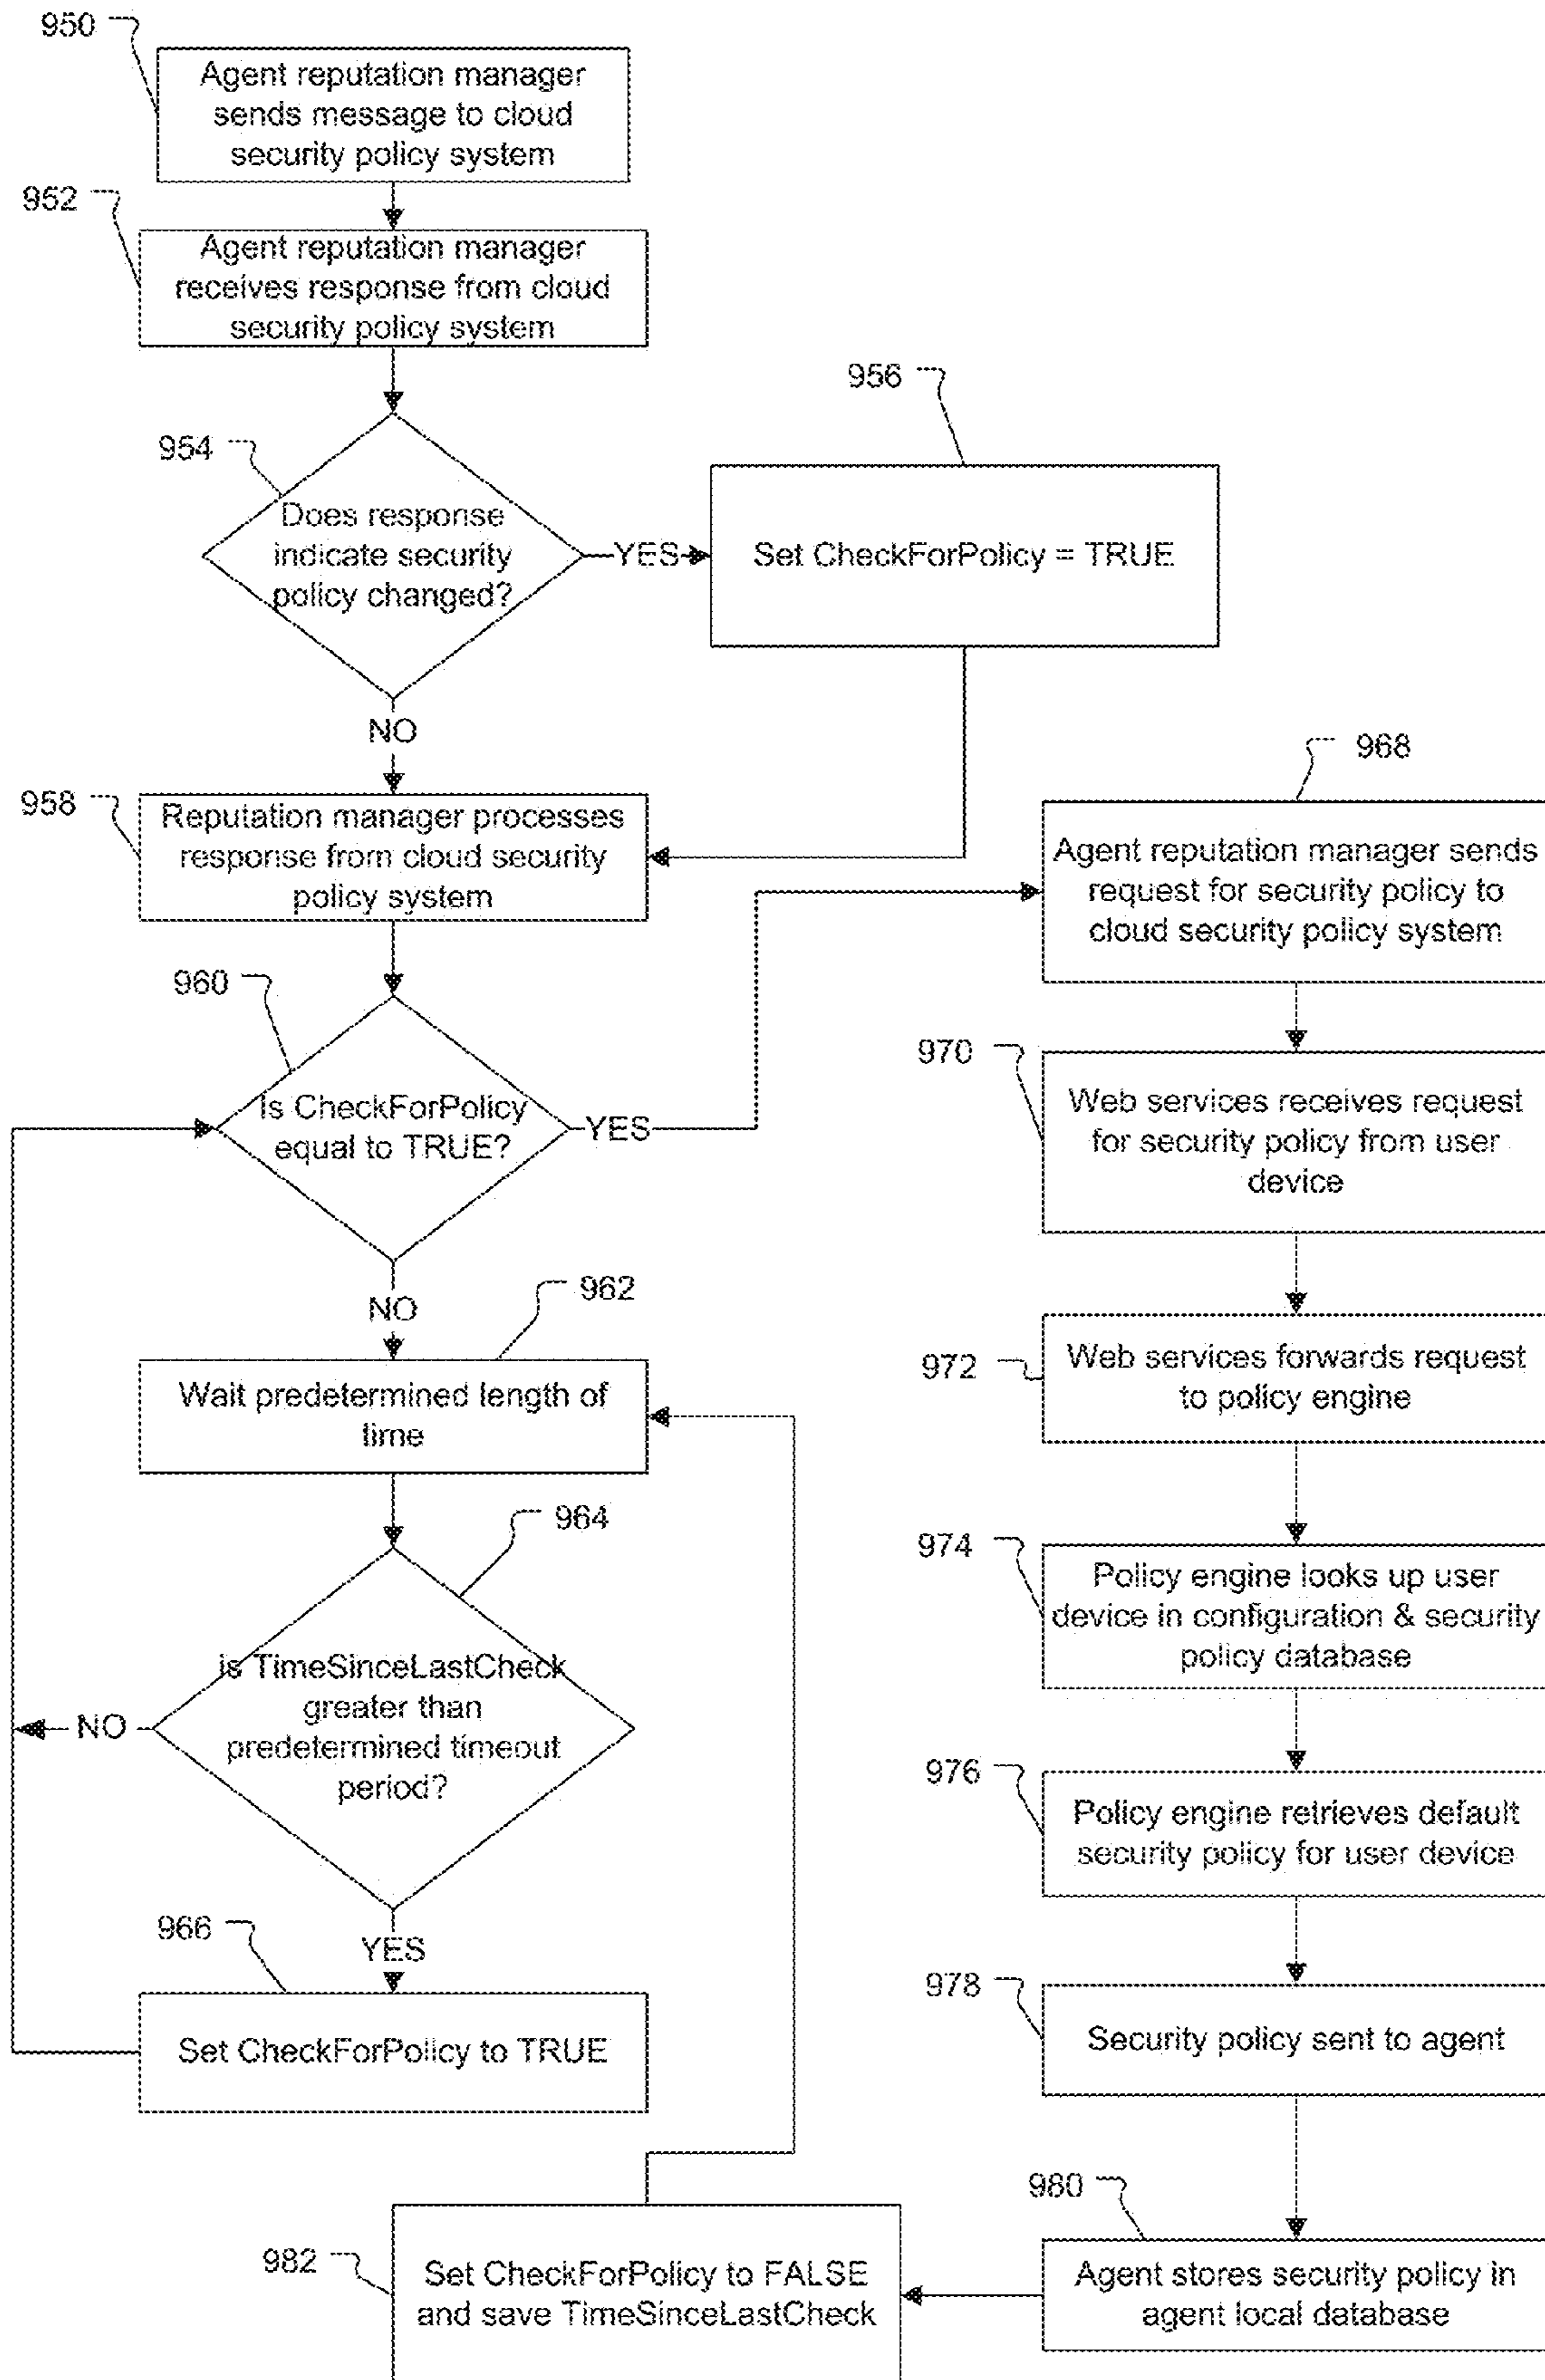 950
Agent reputation manager
sends message to cloud
security policy system
952
Agent reputation manager
receives response from cloud
security policy system
954
Does response
indicate security
policy changed?
YES
956
Set CheckForPolicy = TRUE
NO
958
Reputation manager processes
response from cloud security
policy system
960
Is CheckForPolicy
equal to TRUE?
YES
NO
962
Wait predetermined length of
time
964
is TimeSinceLastCheck
greater than
predetermined timeout
period?
NO
YES
966
Set CheckForPolicy to TRUE
968
Agent reputation manager sends
request for security policy to
cloud security policy system
970
Web services receives request
for security policy from user
device
972
Web services forwards request
to policy engine
974
Policy engine looks up user
device in configuration & security
policy database
976
Policy engine retrieves default
security policy for user device
978
Security policy sent to agent
980
Agent stores security policy in
agent local database
982
Set CheckForPolicy to FALSE
and save TimeSinceLastCheck